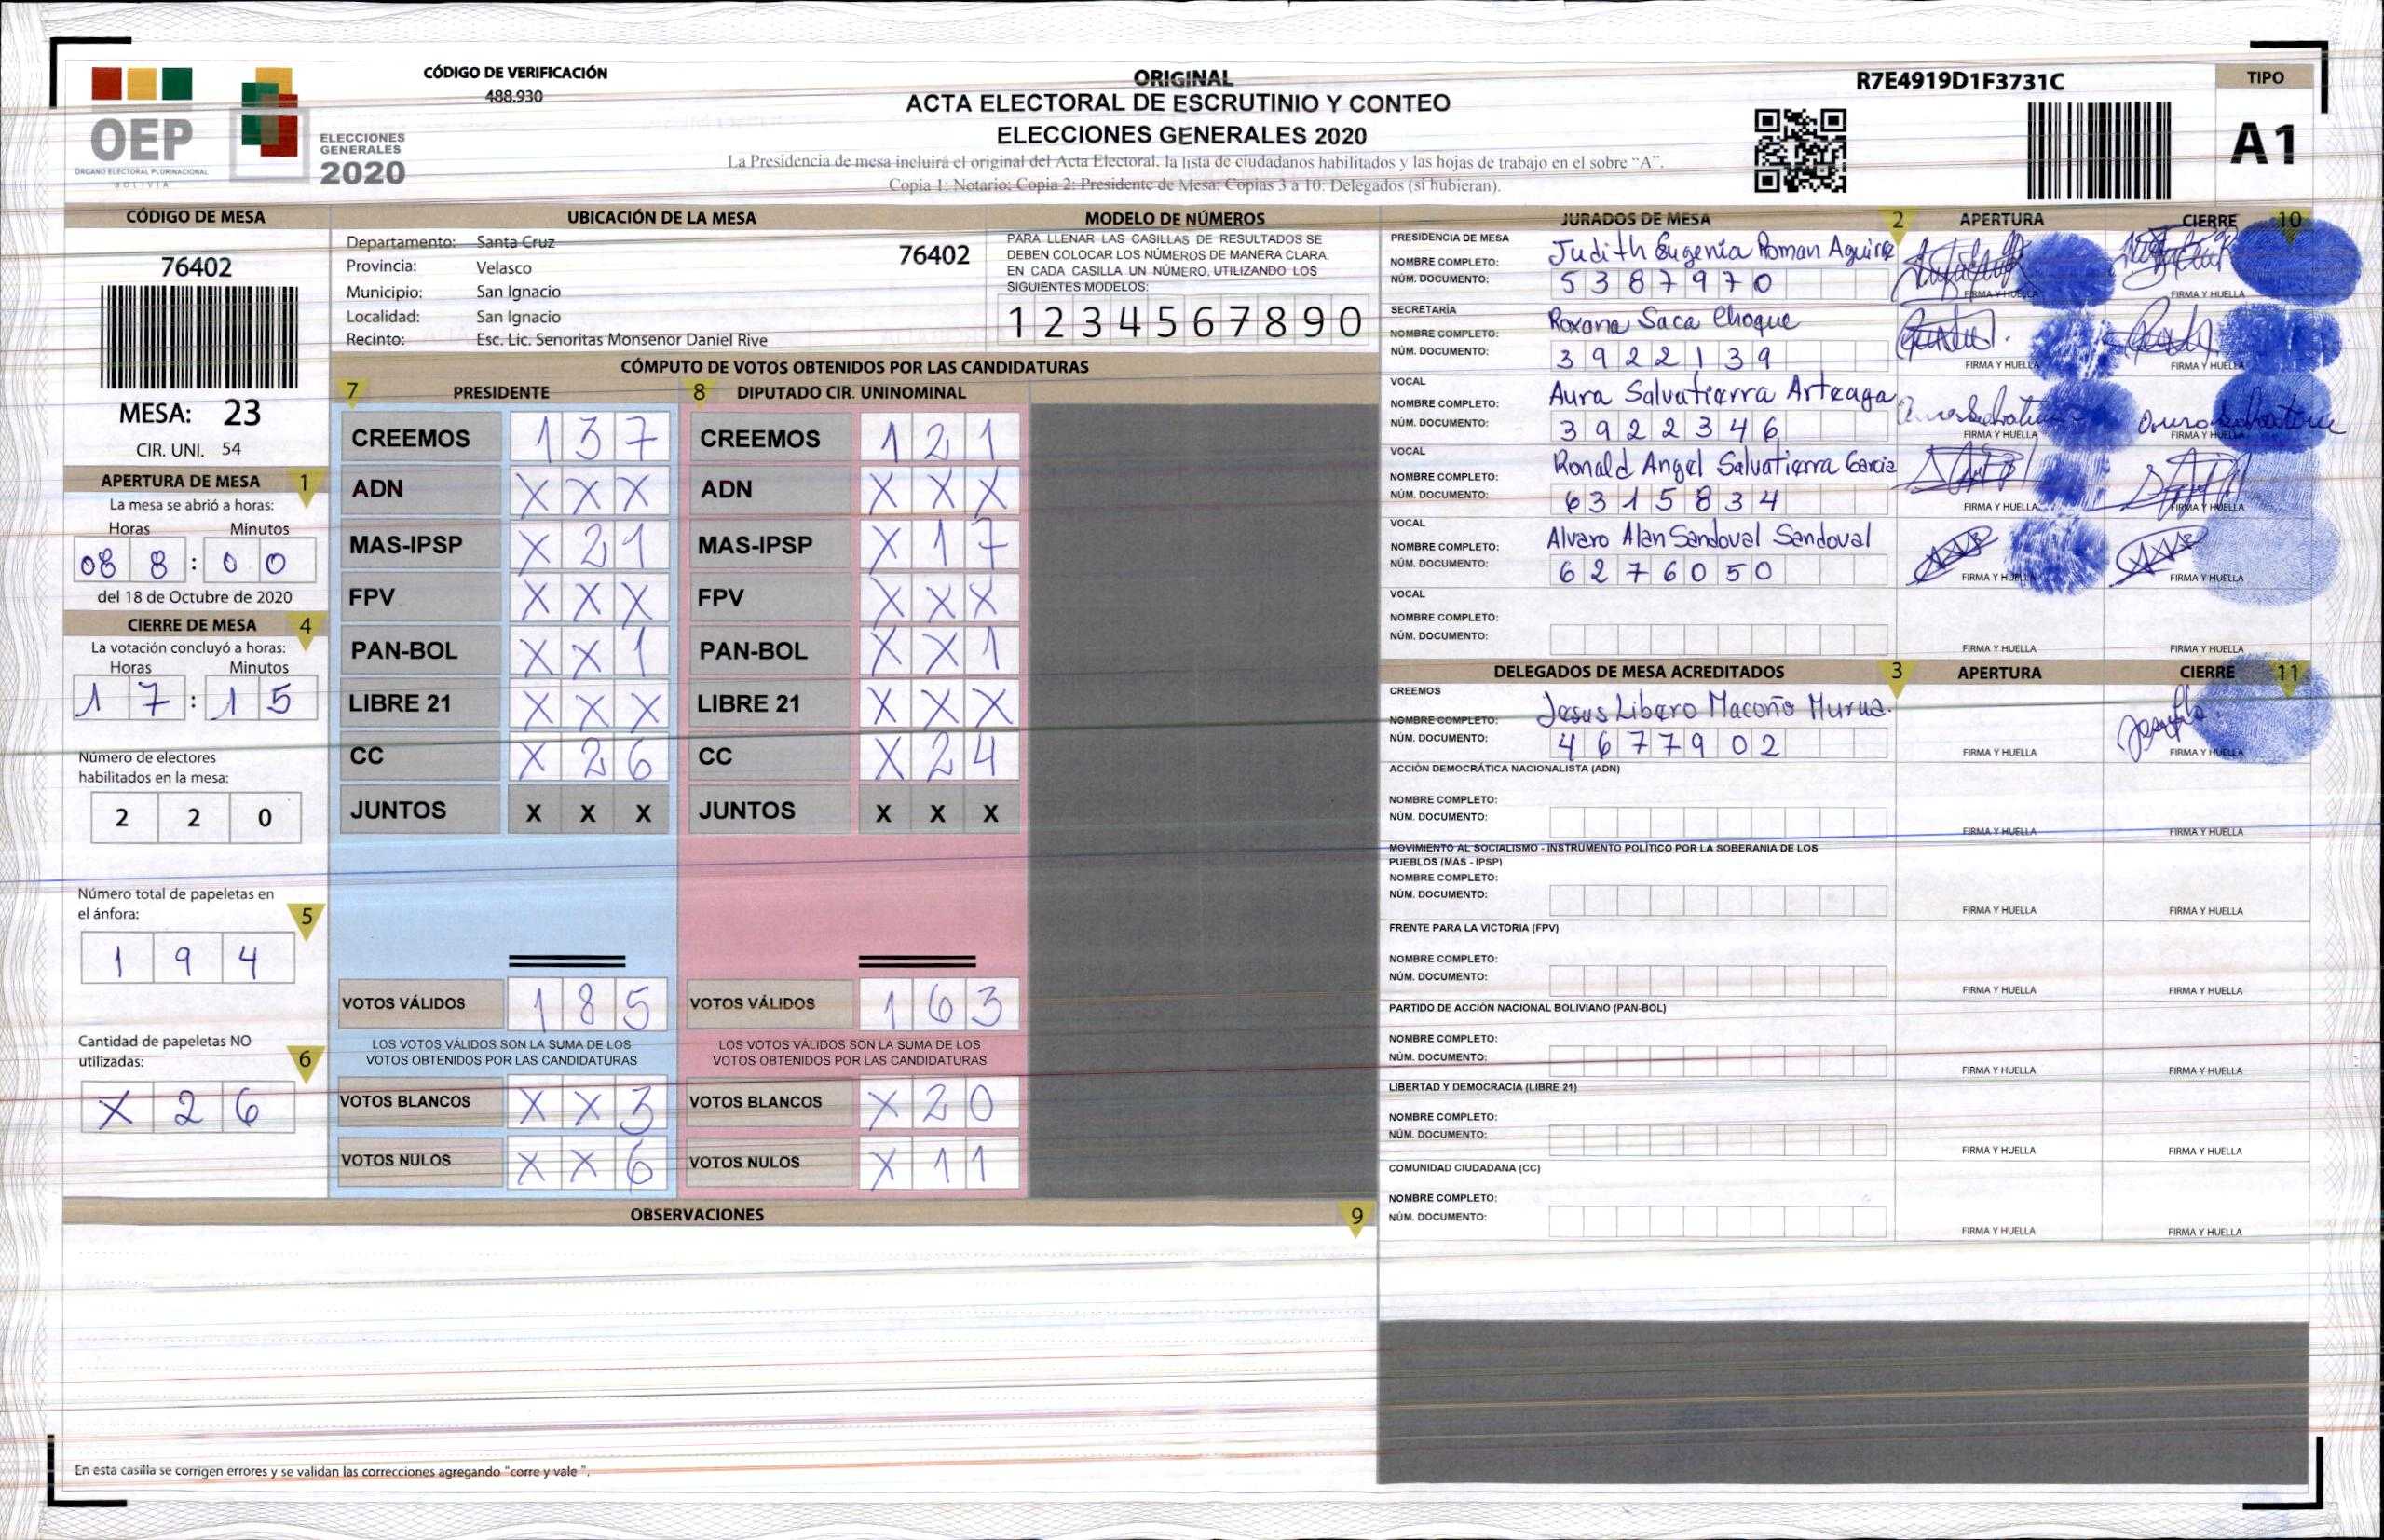 CÓDIGO DE VERIFICACIÓN
488.930
ORIGINAL
ACTA ELECTORAL DE ESCRUTINIO Y CONTEO
ELECCIONES GENERALES 2020
La Presidencia de mesa incluirá el original del Acta Electoral, la lista de ciudadanos habilitados y las hojas de trabajo en el sobre “A”.
Copia 1: Notario; Copia 2: Presidente de Mesa; Copias 3 a 10: Delegados (si hubieran).
R7E4919D1F3731C
TIPO
A1
OEP
ÓRGANO ELECTORAL PLURINACIONAL
BOLIVIA
ELECCIONES
GENERALES
2020
CÓDIGO DE MESA
76402
MESA: 23
CIR. UNI. 54
APERTURA DE MESA 1
La mesa se abrió a horas:
Horas Minutos
08 8 : 0 0
del 18 de Octubre de 2020
CIERRE DE MESA 4
La votación concluyó a horas:
Horas Minutos
1 7 : 1 5
Número de electores
habilitados en la mesa:
2 2 0
Número total de papeletas en
el ánfora: 5
1 9 4
Cantidad de papeletas NO
utilizadas: 6
X 2 6
UBICACIÓN DE LA MESA
Departamento: Santa Cruz
76402
Provincia: Velasco
Municipio: San Ignacio
Localidad: San Ignacio
Recinto: Esc. Lic. Senoritas Monsenor Daniel Rive
MODELO DE NÚMEROS
PARA LLENAR LAS CASILLAS DE RESULTADOS SE
DEBEN COLOCAR LOS NÚMEROS DE MANERA CLARA.
EN CADA CASILLA UN NÚMERO, UTILIZANDO LOS
SIGUIENTES MODELOS:
1 2 3 4 5 6 7 8 9 0
CÓMPUTO DE VOTOS OBTENIDOS POR LAS CANDIDATURAS
7 PRESIDENTE
CREEMOS 1 3 7
ADN X X X
MAS-IPSP X 2 1
FPV X X X
PAN-BOL X X 1
LIBRE 21 X X X
CC X 2 6
JUNTOS X X X
VOTOS VÁLIDOS 1 8 5
LOS VOTOS VÁLIDOS SON LA SUMA DE LOS
VOTOS OBTENIDOS POR LAS CANDIDATURAS
VOTOS BLANCOS X X 3
VOTOS NULOS X X 6
8 DIPUTADO CIR. UNINOMINAL
CREEMOS 1 2 1
ADN X X X
MAS-IPSP X 1 7
FPV X X X
PAN-BOL X X 1
LIBRE 21 X X X
CC X 2 4
JUNTOS X X X
VOTOS VÁLIDOS 1 6 3
LOS VOTOS VÁLIDOS SON LA SUMA DE LOS
VOTOS OBTENIDOS POR LAS CANDIDATURAS
VOTOS BLANCOS X 2 0
VOTOS NULOS X 1 1
OBSERVACIONES 9
En esta casilla se corrigen errores y se validan las correcciones agregando "corre y vale ".
JURADOS DE MESA 2 APERTURA CIERRE 10
PRESIDENCIA DE MESA
NOMBRE COMPLETO: Judith Eugenia Roman Aguirre
NÚM. DOCUMENTO: 5 3 8 7 9 7 0
FIRMA Y HUELLA FIRMA Y HUELLA
SECRETARÍA
NOMBRE COMPLETO: Roxana Saca Choque
NÚM. DOCUMENTO: 3 9 2 2 1 3 9
FIRMA Y HUELLA FIRMA Y HUELLA
VOCAL
NOMBRE COMPLETO: Aura Salvatierra Arteaga
NÚM. DOCUMENTO: 3 9 2 2 3 4 6
FIRMA Y HUELLA FIRMA Y HUELLA
VOCAL
NOMBRE COMPLETO: Ronald Angel Salvatierra Garcia
NÚM. DOCUMENTO: 6 3 1 5 8 3 4
FIRMA Y HUELLA FIRMA Y HUELLA
VOCAL
NOMBRE COMPLETO: Alvaro Alan Sandoval Sandoval
NÚM. DOCUMENTO: 6 2 7 6 0 5 0
FIRMA Y HUELLA FIRMA Y HUELLA
VOCAL
NOMBRE COMPLETO:
NÚM. DOCUMENTO:
FIRMA Y HUELLA FIRMA Y HUELLA
DELEGADOS DE MESA ACREDITADOS 3 APERTURA CIERRE 11
CREEMOS
NOMBRE COMPLETO: Jesus Libero Macoño Murua.
NÚM. DOCUMENTO: 4 6 7 7 9 0 2
FIRMA Y HUELLA FIRMA Y HUELLA
ACCIÓN DEMOCRÁTICA NACIONALISTA (ADN)
NOMBRE COMPLETO:
NÚM. DOCUMENTO:
FIRMA Y HUELLA FIRMA Y HUELLA
MOVIMIENTO AL SOCIALISMO - INSTRUMENTO POLÍTICO POR LA SOBERANIA DE LOS
PUEBLOS (MAS - IPSP)
NOMBRE COMPLETO:
NÚM. DOCUMENTO:
FIRMA Y HUELLA FIRMA Y HUELLA
FRENTE PARA LA VICTORIA (FPV)
NOMBRE COMPLETO:
NÚM. DOCUMENTO:
FIRMA Y HUELLA FIRMA Y HUELLA
PARTIDO DE ACCIÓN NACIONAL BOLIVIANO (PAN-BOL)
NOMBRE COMPLETO:
NÚM. DOCUMENTO:
FIRMA Y HUELLA FIRMA Y HUELLA
LIBERTAD Y DEMOCRACIA (LIBRE 21)
NOMBRE COMPLETO:
NÚM. DOCUMENTO:
FIRMA Y HUELLA FIRMA Y HUELLA
COMUNIDAD CIUDADANA (CC)
NOMBRE COMPLETO:
NÚM. DOCUMENTO:
FIRMA Y HUELLA FIRMA Y HUELLA